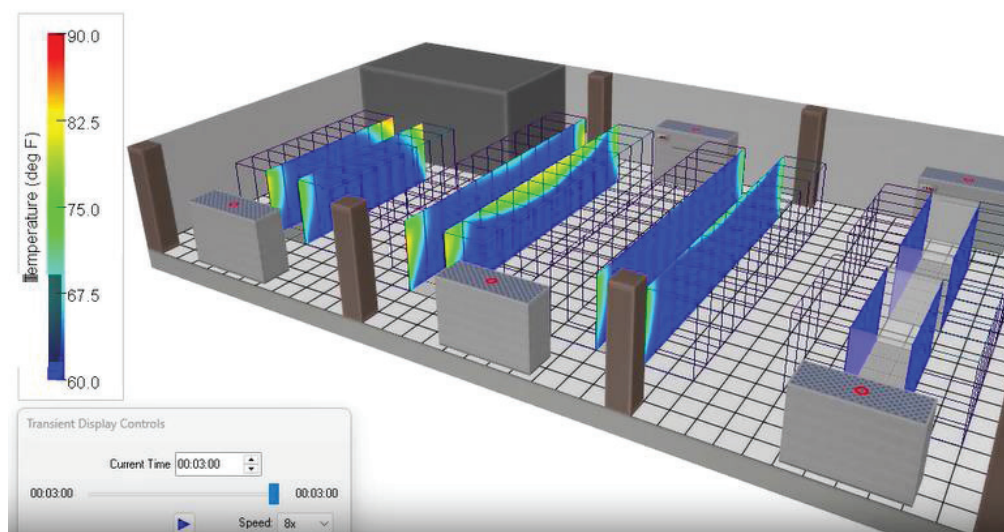 90.0
82.5
75.0
67.5
60.0
Temperature (deg F)
Transient Display Controls
Current Time 00:03:00
00:03:00 00:03:00
Speed: 8x